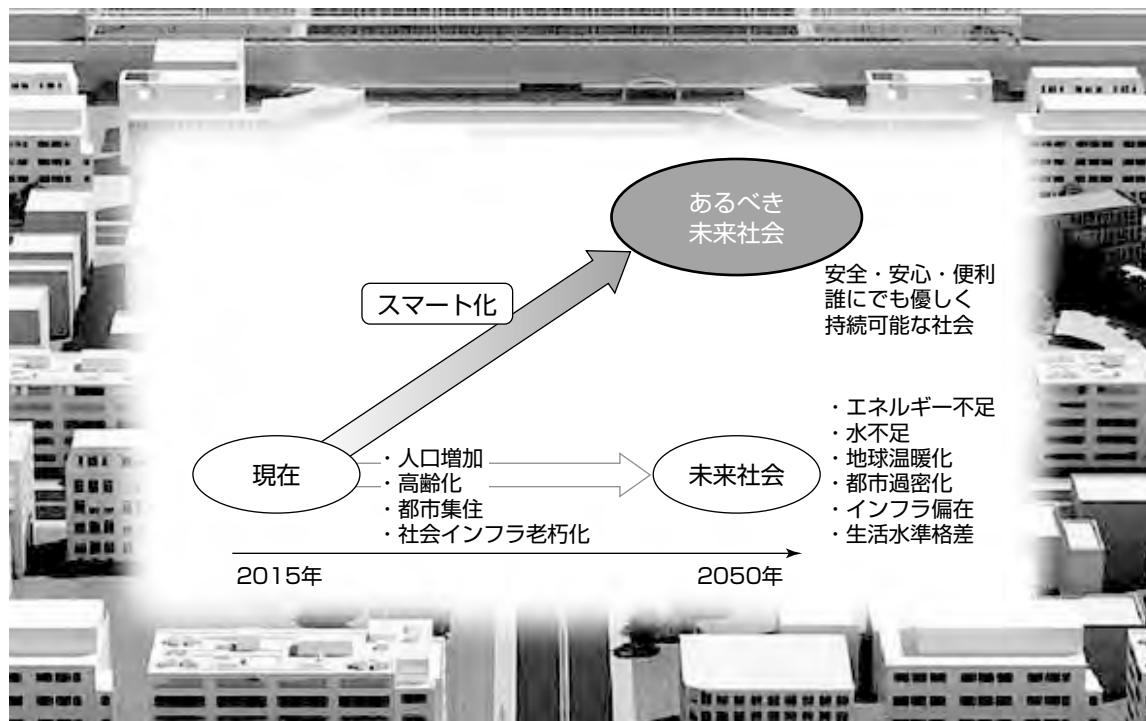 あるべき
未来社会
安全・安心・便利
誰にでも優しく
持続可能な社会
スマート化
現在
・人口増加
・高齢化
・都市集住
・社会インフラ老朽化
未来社会
・エネルギー不足
・水不足
・地球温暖化
・都市過密化
・インフラ偏在
・生活水準格差
2015年
2050年